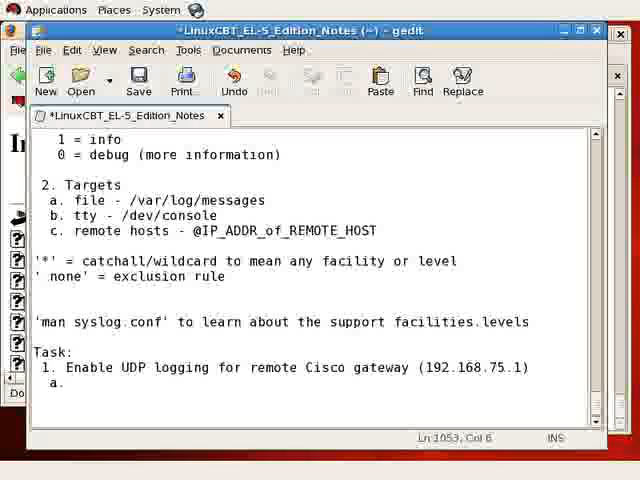 Applications Places System
*LinuxCBT_EL-5_Edition_Notes (~) - gedit
File Edit View Search Tools Documents Help
New Open Save Print... Undo Redo Cut Copy Paste Find Replace
*LinuxCBT_EL-5_Edition_Notes
1 = info
0 = debug (more information)
2. Targets
a. file - /var/log/messages
b. tty - /dev/console
c. remote hosts - @IP_ADDR_of_REMOTE_HOST
'*' = catchall/wildcard to mean any facility or level
' none' = exclusion rule
'man syslog.conf' to learn about the support facilities.levels
Task:
1. Enable UDP logging for remote Cisco gateway (192.168.75.1)
a.
Ln 1053, Col 6 INS